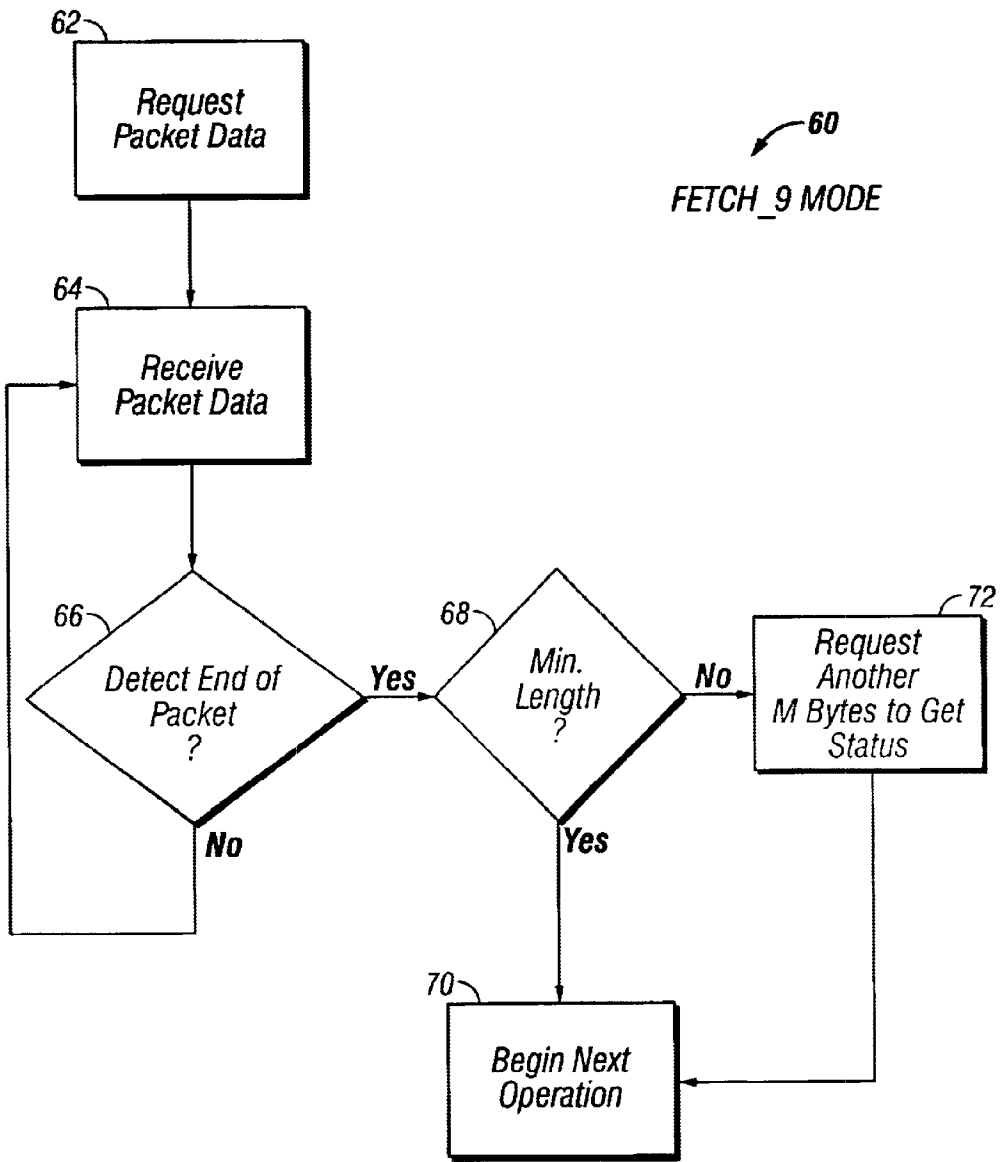 62
Request
Packet Data
60
FETCH_9 MODE
64
Receive
Packet Data
66
Detect End of
Packet
?
Yes
No
68
Min.
Length
?
No
Yes
72
Request
Another
M Bytes to Get
Status
70
Begin Next
Operation